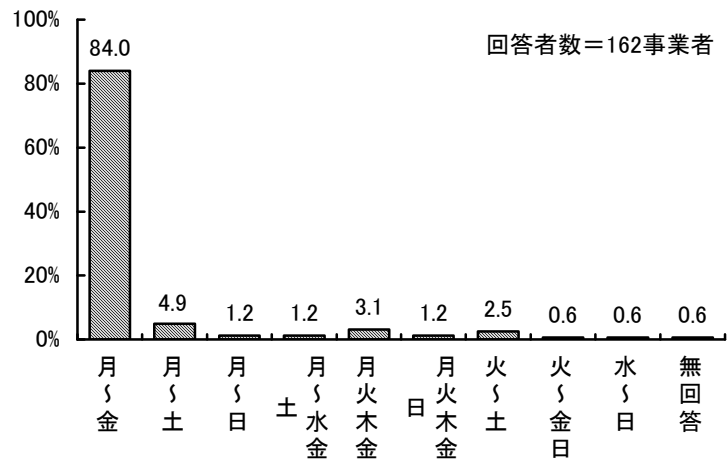 100%
80%
60%
40%
20%
0%
回答者数＝162事業者
84.0
4.9
1.2
1.2
3.1
1.2
2.5
0.6
0.6
0.6
月～金
月～土
月～日
月～水金
土
月火木金
月火木金
日
火～土
火～金日
水～日
無回答